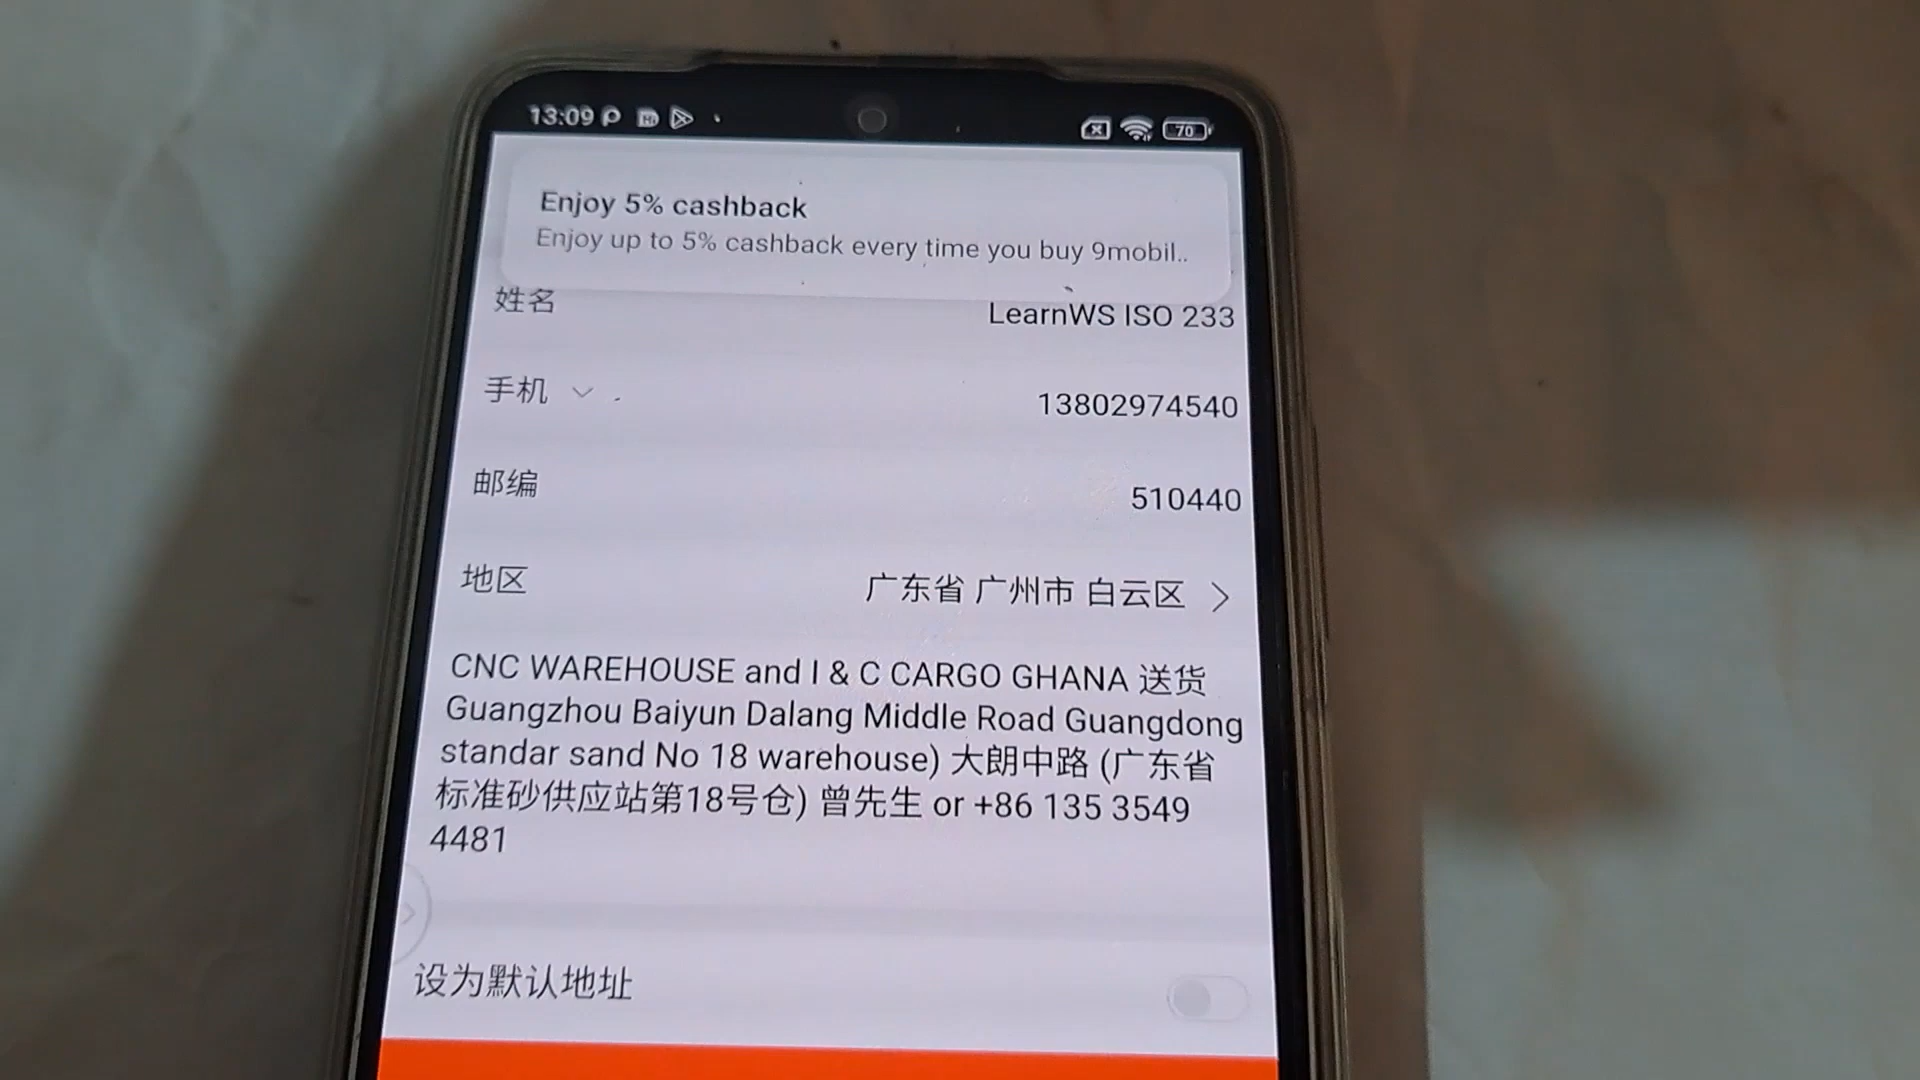 13:09
70
Enjoy 5% cashback
Enjoy up to 5% cashback every time you buy 9mobil..
姓名 LearnWS ISO 233
手机 13802974540
邮编 510440
地区 广东省 广州市 白云区
CNC WAREHOUSE and I & C CARGO GHANA 送货
Guangzhou Baiyun Dalang Middle Road Guangdong
standar sand No 18 warehouse) 大朗中路 (广东省
标准砂供应站第18号仓) 曾先生 or +86 135 3549
4481
设为默认地址